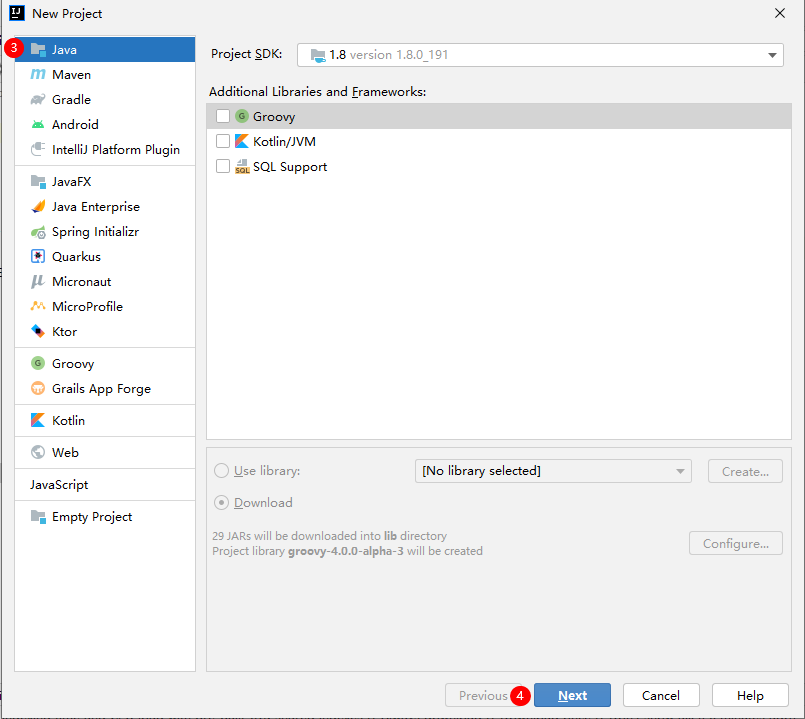 New Project
3
Java
Maven
Gradle
Android
IntelliJ Platform Plugin
JavaFX
Java Enterprise
Spring Initializr
Quarkus
Micronaut
MicroProfile
Ktor
Groovy
Grails App Forge
Kotlin
Web
JavaScript
Empty Project
Project SDK: 1.8 version 1.8.0_191
Additional Libraries and Frameworks:
G Groovy
Kotlin/JVM
SQL SQL Support
Use library: [No library selected] Create...
Download
29 JARs will be downloaded into lib directory
Project library groovy-4.0.0-alpha-3 will be created
Configure...
Previous 4 Next Cancel Help